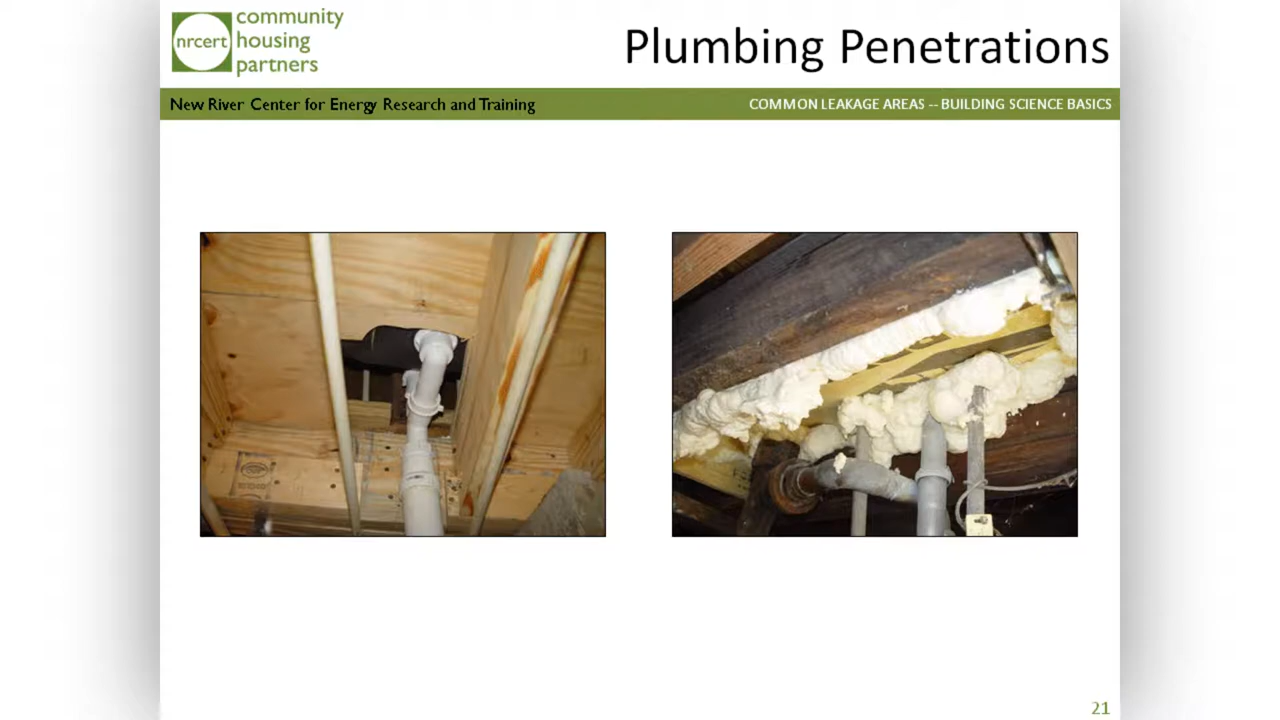 community
nrcert housing
partners
Plumbing Penetrations
New River Center for Energy Research and Training
COMMON LEAKAGE AREAS -- BUILDING SCIENCE BASICS
21